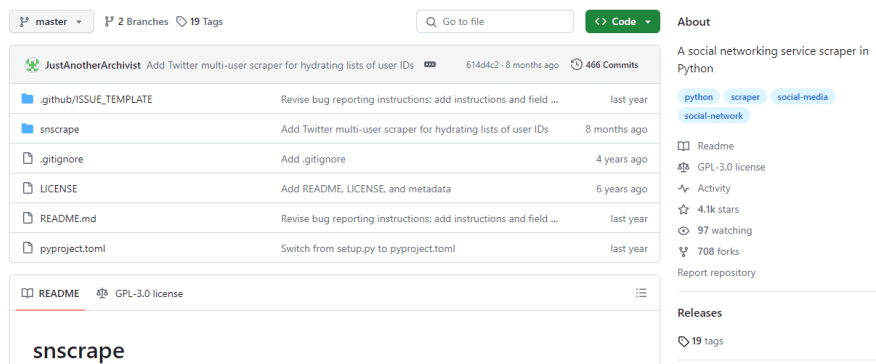 master 2 Branches 19 Tags Go to file <> Code
JustAnotherArchivist Add Twitter multi-user scraper for hydrating lists of user IDs 614d4c2 · 8 months ago 466 Commits
.github/ISSUE_TEMPLATE Revise bug reporting instructions: add instructions and field ... last year
snscrape Add Twitter multi-user scraper for hydrating lists of user IDs 8 months ago
.gitignore Add .gitignore 4 years ago
LICENSE Add README, LICENSE, and metadata 6 years ago
README.md Revise bug reporting instructions: add instructions and field ... last year
pyproject.toml Switch from setup.py to pyproject.toml last year
README GPL-3.0 license
snscrape
About
A social networking service scraper in
Python
python scraper social-media
social-network
Readme
GPL-3.0 license
Activity
4.1k stars
97 watching
708 forks
Report repository
Releases
19 tags